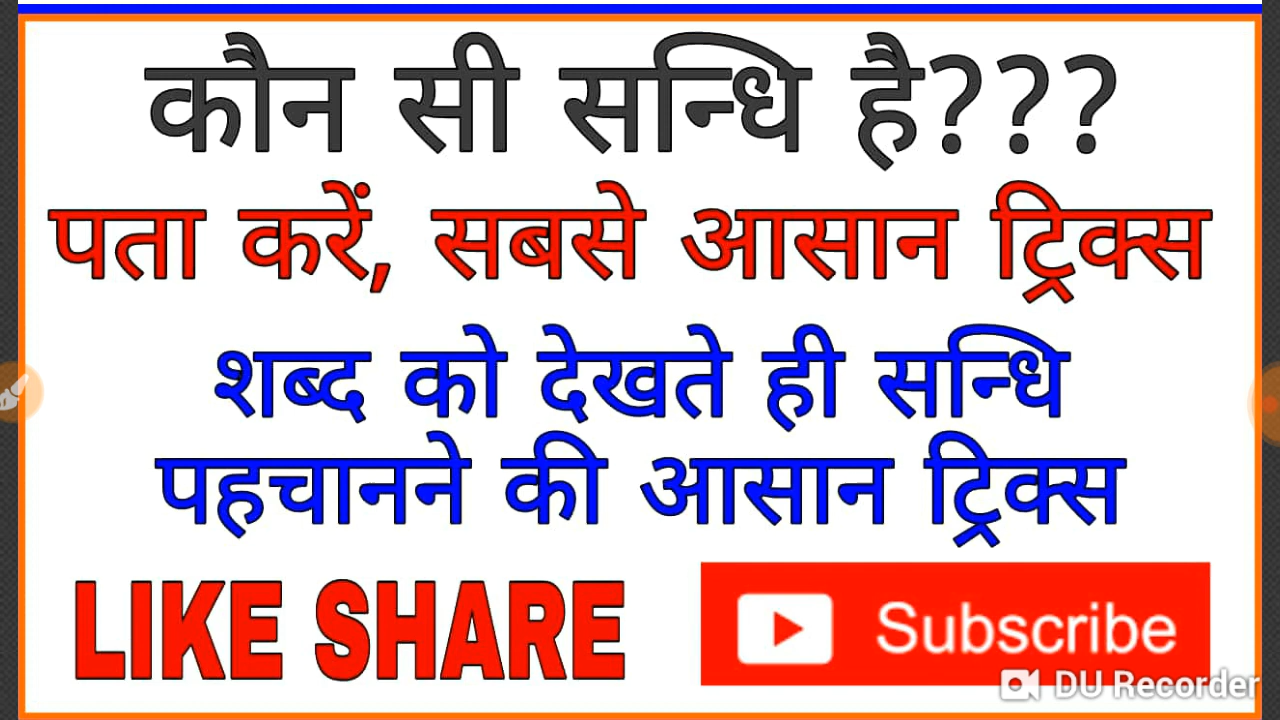 कौन सी सन्धि है???
पता करें, सबसे आसान ट्रिक्स
शब्द को देखते ही सन्धि
पहचानने की आसान ट्रिक्स
LIKE SHARE
Subscribe
DU Recorder